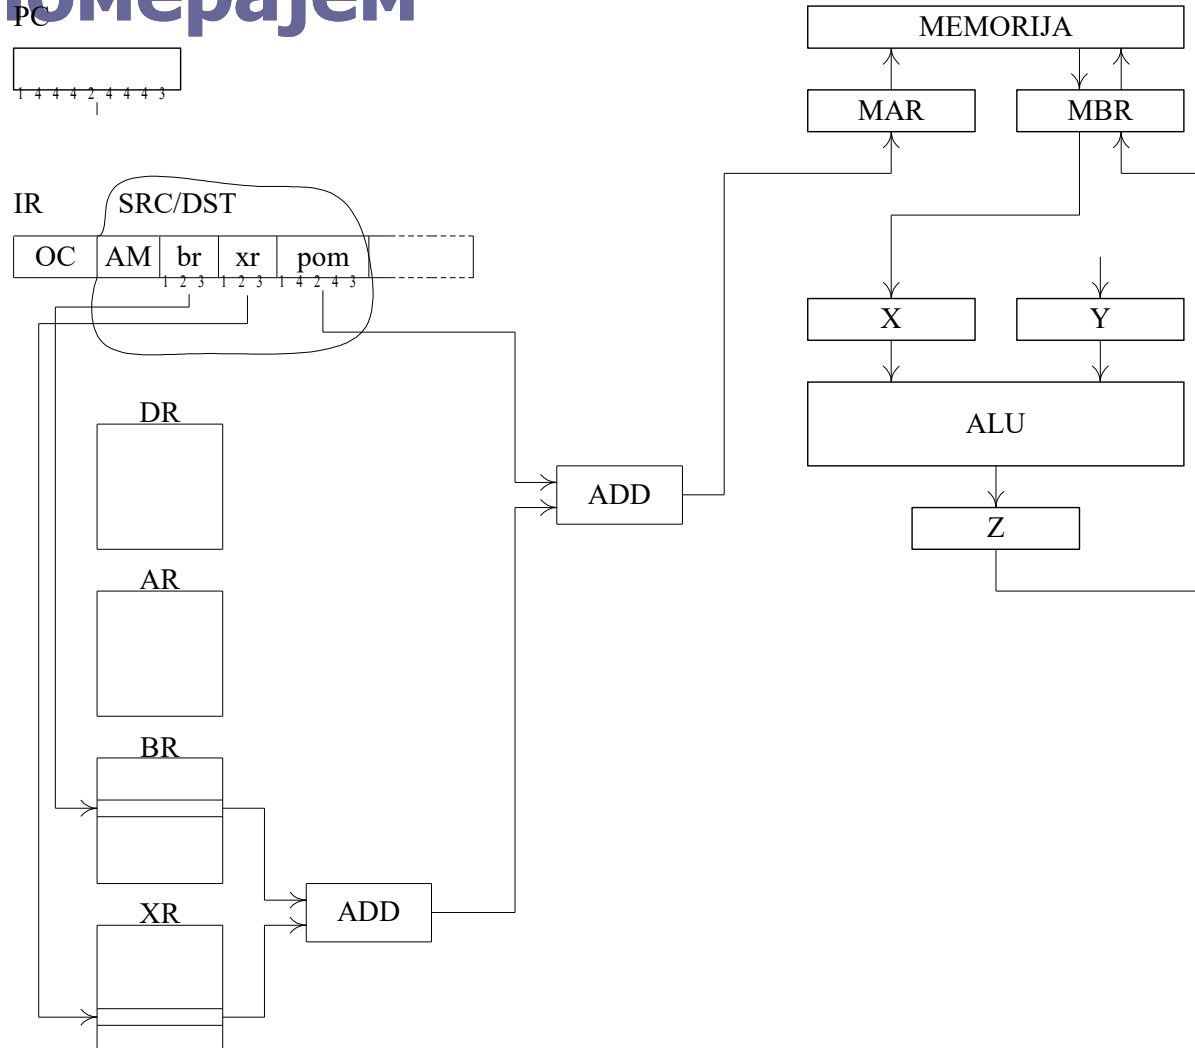 померајем
PC
1 4 4 4 2 4 4 4 3
IR SRC/DST
OC AM br xr pom
1 2 3 1 2 3 1 4 2 4 3
DR
AR
BR
XR
ADD
ADD
MEMORIJA
MAR MBR
X Y
ALU
Z